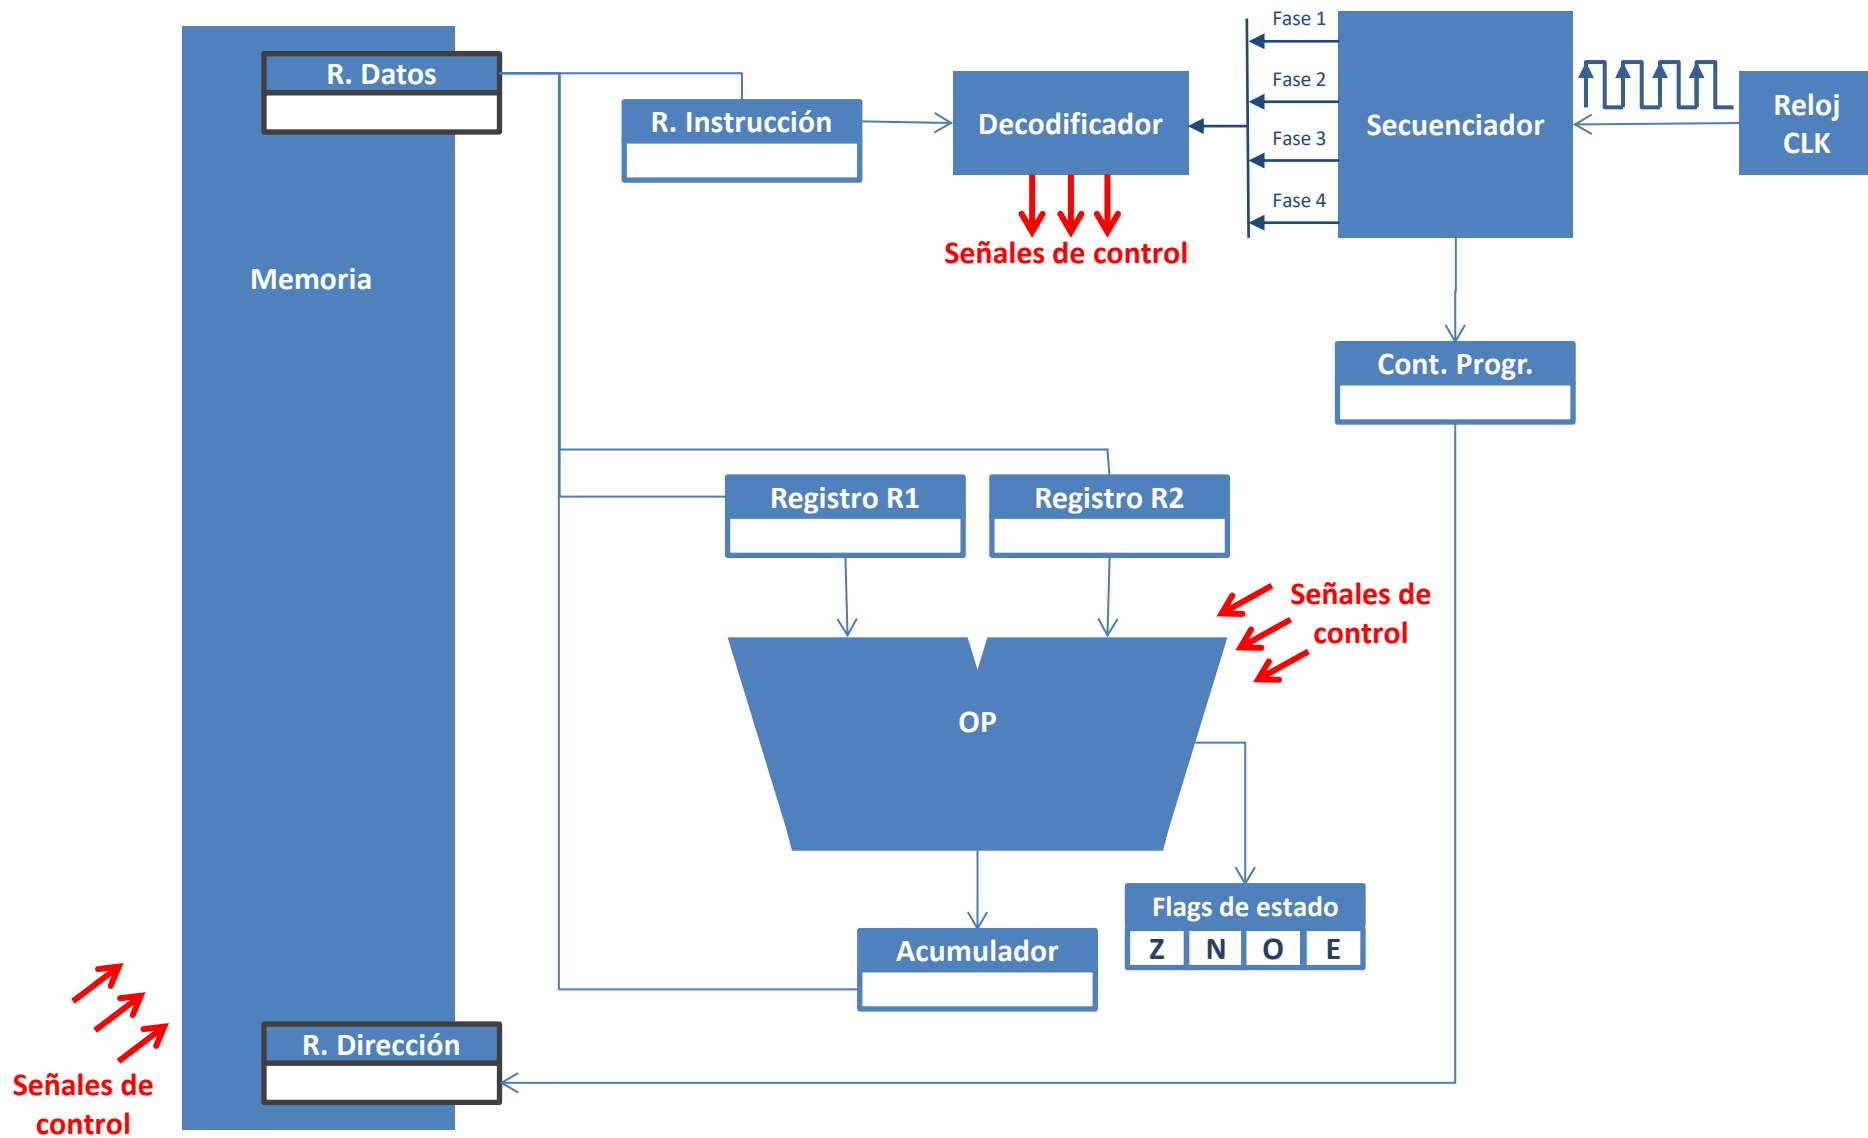 R. Datos
R. Instrucción
Decodificador
Fase 1
Fase 2
Fase 3
Fase 4
Secuenciador
Reloj
CLK
Señales de control
Memoria
Cont. Progr.
Registro R1
Registro R2
Señales de
control
OP
Flags de estado
Z N O E
Acumulador
R. Dirección
Señales de
control